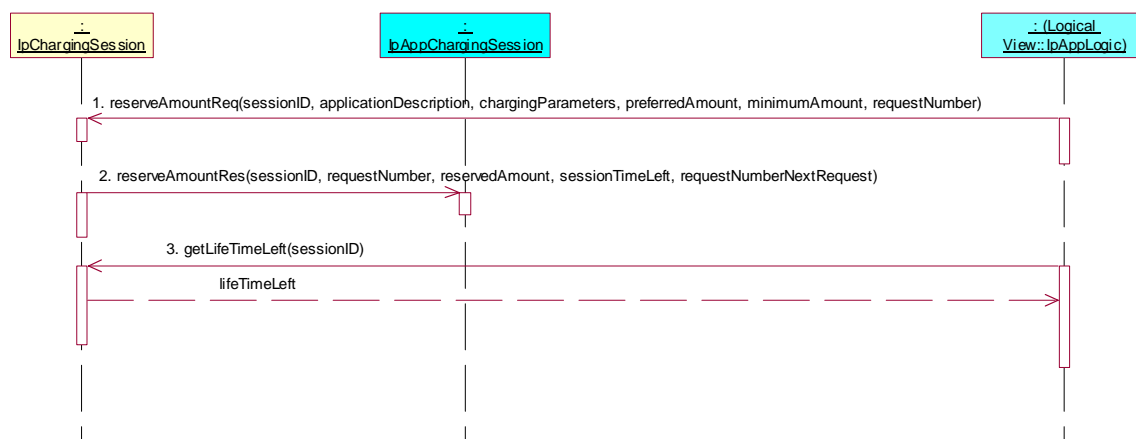 :
IpChargingSession
:
IpAppChargingSession
: (Logical
View::IpAppLogic)
1. reserveAmountReq(sessionID, applicationDescription, chargingParameters, preferredAmount, minimumAmount, requestNumber)
2. reserveAmountRes(sessionID, requestNumber, reservedAmount, sessionTimeLeft, requestNumberNextRequest)
3. getLifeTimeLeft(sessionID)
lifeTimeLeft